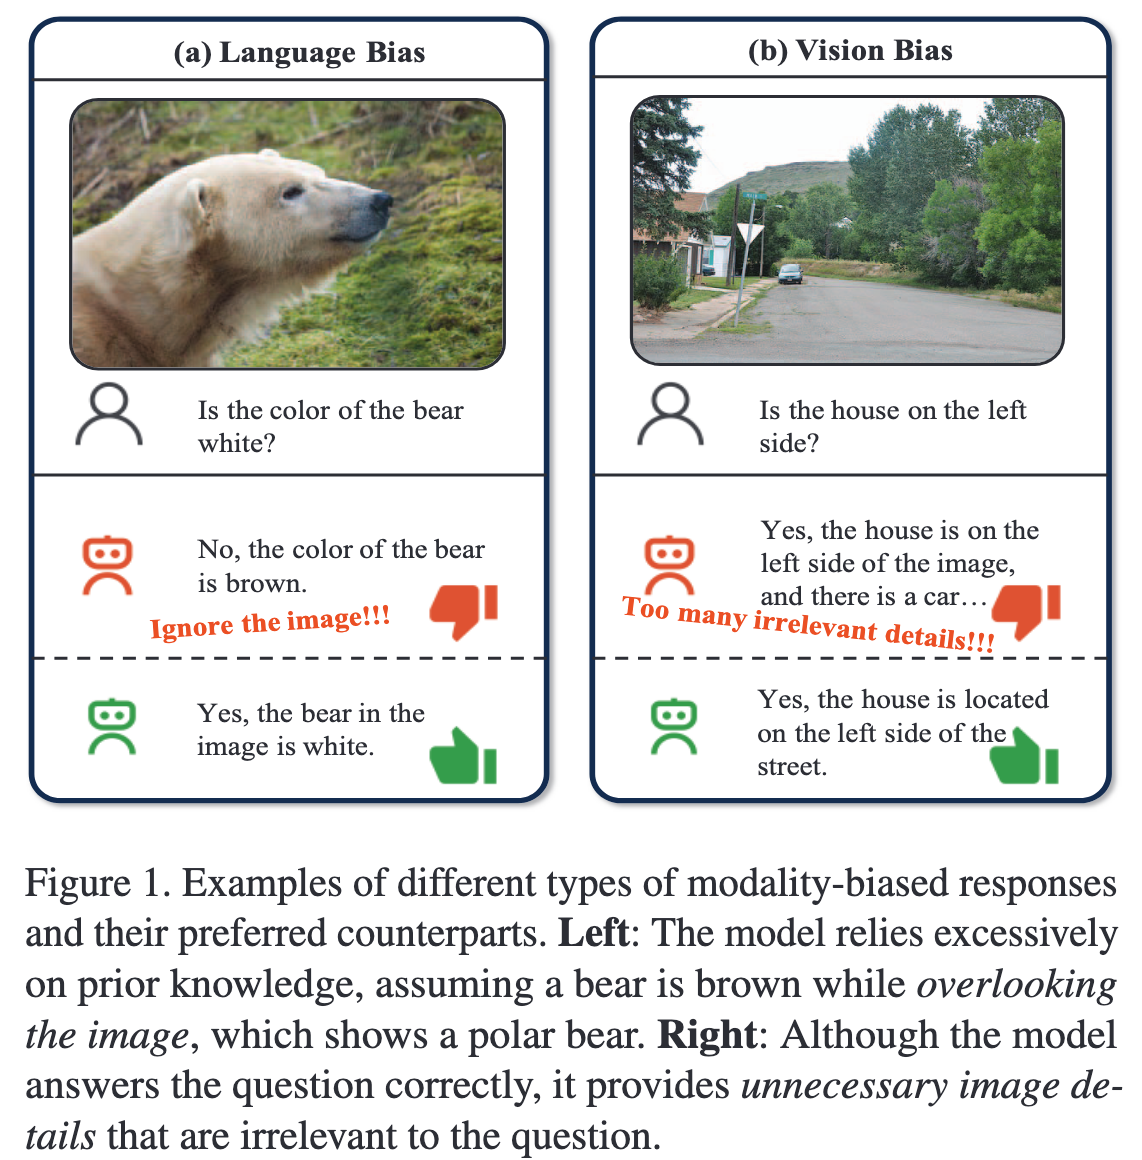 (a) Language Bias
Is the color of the bear
white?
No, the color of the bear
is brown.
Ignore the image!!!
Yes, the bear in the
image is white.
(b) Vision Bias
Is the house on the left
side?
Yes, the house is on the
left side of the image,
and there is a car…
Too many irrelevant details!!!
Yes, the house is located
on the left side of the
street.
Figure 1. Examples of different types of modality-biased responses
and their preferred counterparts. Left: The model relies excessively
on prior knowledge, assuming a bear is brown while overlooking
the image, which shows a polar bear. Right: Although the model
answers the question correctly, it provides unnecessary image de-
tails that are irrelevant to the question.